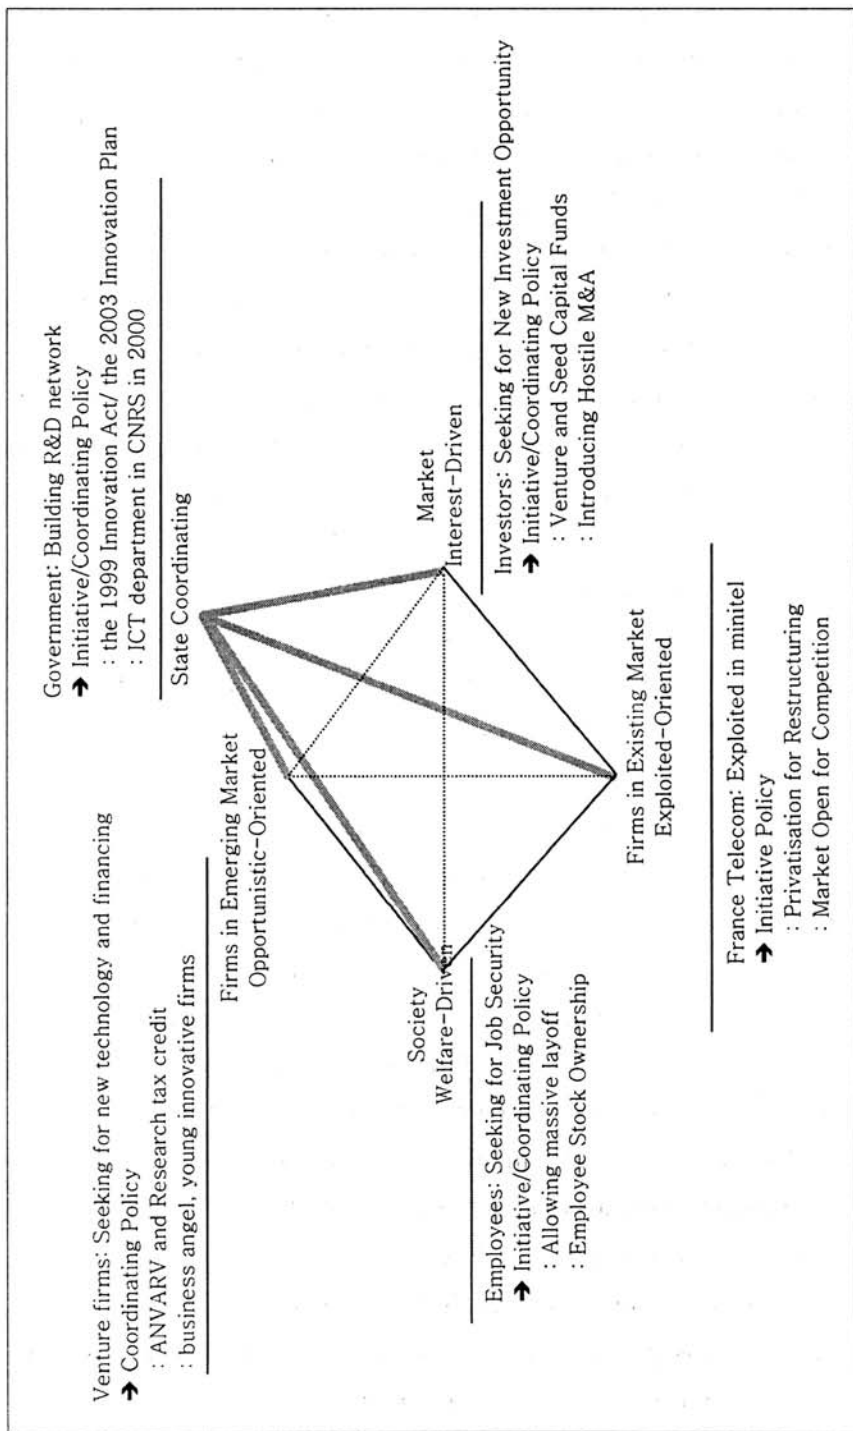 Government: Building R&D network
➔ Initiative/Coordinating Policy
: the 1999 Innovation Act/ the 2003 Innovation Plan
: ICT department in CNRS in 2000
State Coordinating
Venture firms: Seeking for new technology and financing
➔ Coordinating Policy
: ANVARV and Research tax credit
: business angel, young innovative firms
Firms in Emerging Market
Opportunistic-Oriented
Market
Interest-Driven
Investors: Seeking for New Investment Opportunity
➔ Initiative/Coordinating Policy
: Venture and Seed Capital Funds
: Introducing Hostile M&A
Society
Welfare-Driven
Employees: Seeking for Job Security
➔ Initiative/Coordinating Policy
: Allowing massive layoff
: Employee Stock Ownership
Firms in Existing Market
Exploited-Oriented
France Telecom: Exploited in minitel
➔ Initiative Policy
: Privatisation for Restructuring
: Market Open for Competition